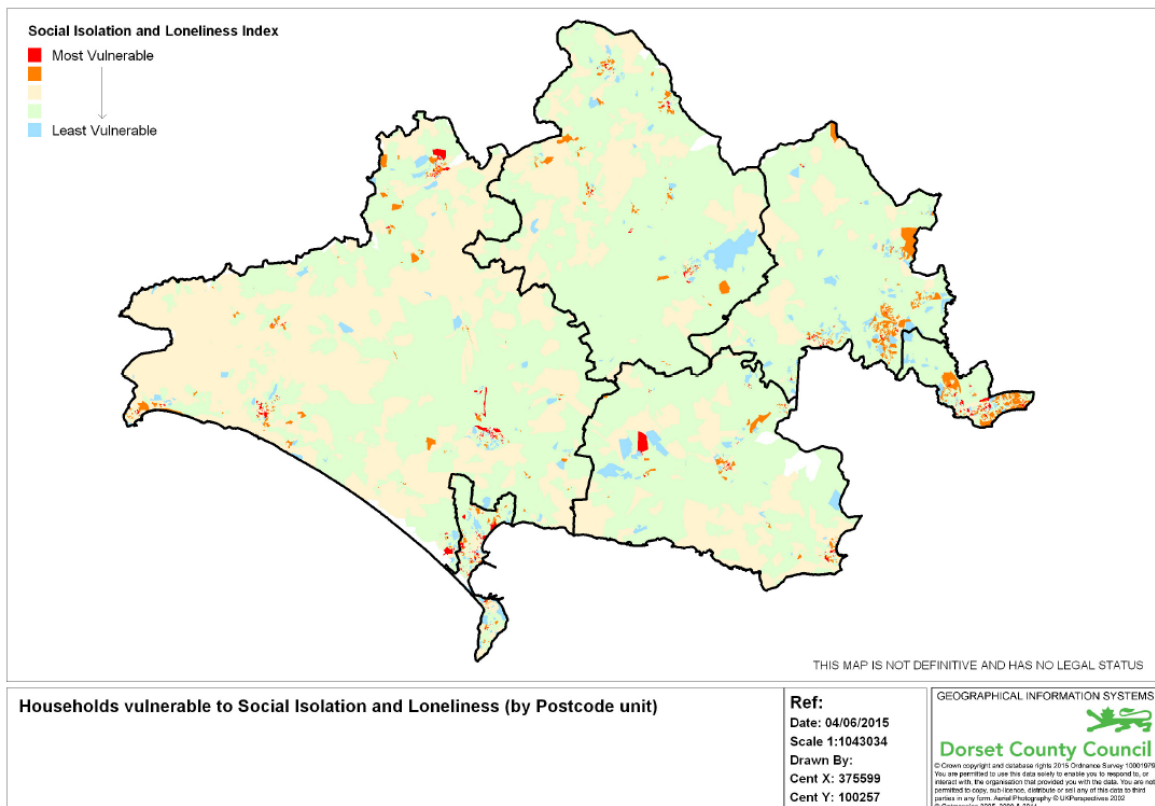 Social Isolation and Loneliness Index
Most Vulnerable
Least Vulnerable
THIS MAP IS NOT DEFINITIVE AND HAS NO LEGAL STATUS
Households vulnerable to Social Isolation and Loneliness (by Postcode unit)
Ref:
Date: 04/06/2015
Scale 1:1043034
Drawn By:
Cent X: 375599
Cent Y: 100257
GEOGRAPHICAL INFORMATION SYSTEMS
Dorset County Council
© Crown copyright and database rights 2015 Ordnance Survey 10001979
You are permitted to use this data solely to enable you to respond to, or
interact with, the organisation that provided you with the data. You are not
permitted to copy, sub-licence, distribute or sell any of this data to third
parties in any form. Aerial Photography © UKPerspectives 2002